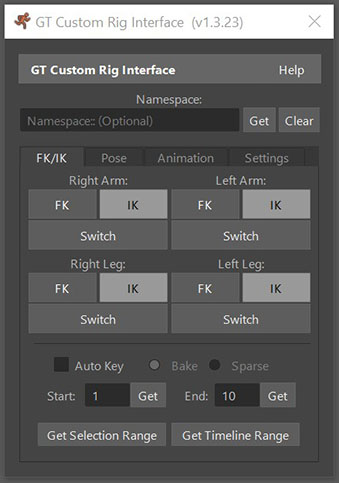 GT Custom Rig Interface (v1.3.23)
GT Custom Rig Interface Help
Namespace:
Namespace:: (Optional) Get Clear
FK/IK Pose Animation Settings
Right Arm: Left Arm:
FK IK FK IK
Switch Switch
Right Leg: Left Leg:
FK IK FK IK
Switch Switch
Auto Key Bake Sparse
Start: 1 Get End: 10 Get
Get Selection Range Get Timeline Range